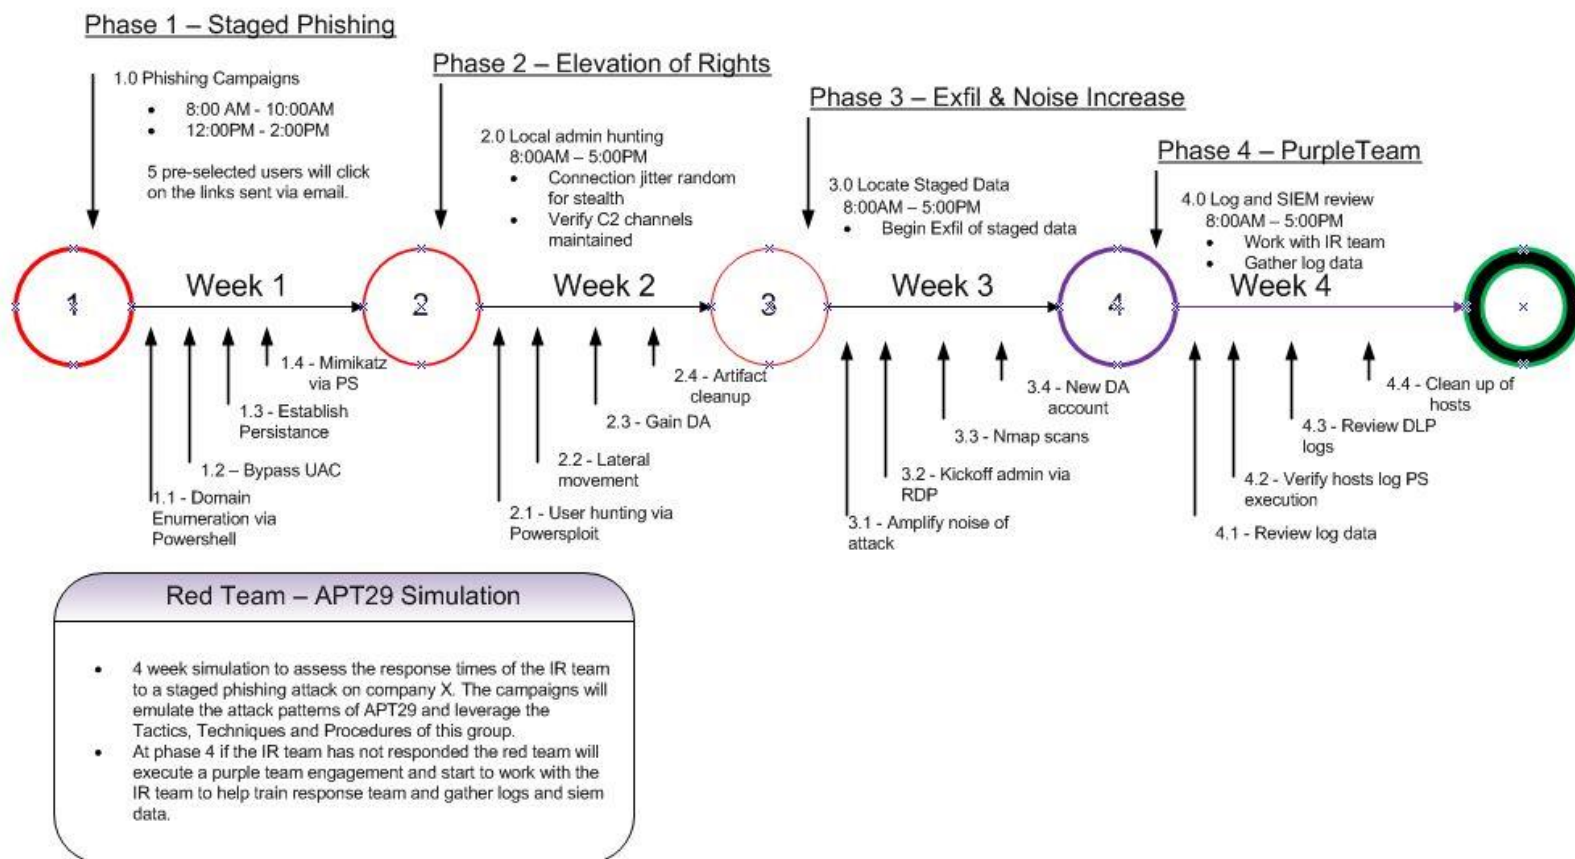 Phase 1 – Staged Phishing
1.0 Phishing Campaigns
• 8:00 AM - 10:00AM
• 12:00PM - 2:00PM
5 pre-selected users will click
on the links sent via email.
Phase 2 – Elevation of Rights
2.0 Local admin hunting
8:00AM – 5:00PM
• Connection jitter random
for stealth
• Verify C2 channels
maintained
Phase 3 – Exfil & Noise Increase
3.0 Locate Staged Data
8:00AM – 5:00PM
• Begin Exfil of staged data
Phase 4 – PurpleTeam
4.0 Log and SIEM review
8:00AM – 5:00PM
• Work with IR team
• Gather log data
1
Week 1
2
Week 2
3
Week 3
4
Week 4
1.4 - Mimikatz
via PS
1.3 - Establish
Persistance
1.2 – Bypass UAC
1.1 - Domain
Enumeration via
Powershell
2.4 - Artifact
cleanup
2.3 - Gain DA
2.2 - Lateral
movement
2.1 - User hunting via
Powersploit
3.4 - New DA
account
3.3 - Nmap scans
3.2 - Kickoff admin via
RDP
3.1 - Amplify noise of
attack
4.4 - Clean up of
hosts
4.3 - Review DLP
logs
4.2 - Verify hosts log PS
execution
4.1 - Review log data
Red Team – APT29 Simulation
• 4 week simulation to assess the response times of the IR team
to a staged phishing attack on company X. The campaigns will
emulate the attack patterns of APT29 and leverage the
Tactics, Techniques and Procedures of this group.
• At phase 4 if the IR team has not responded the red team will
execute a purple team engagement and start to work with the
IR team to help train response team and gather logs and siem
data.